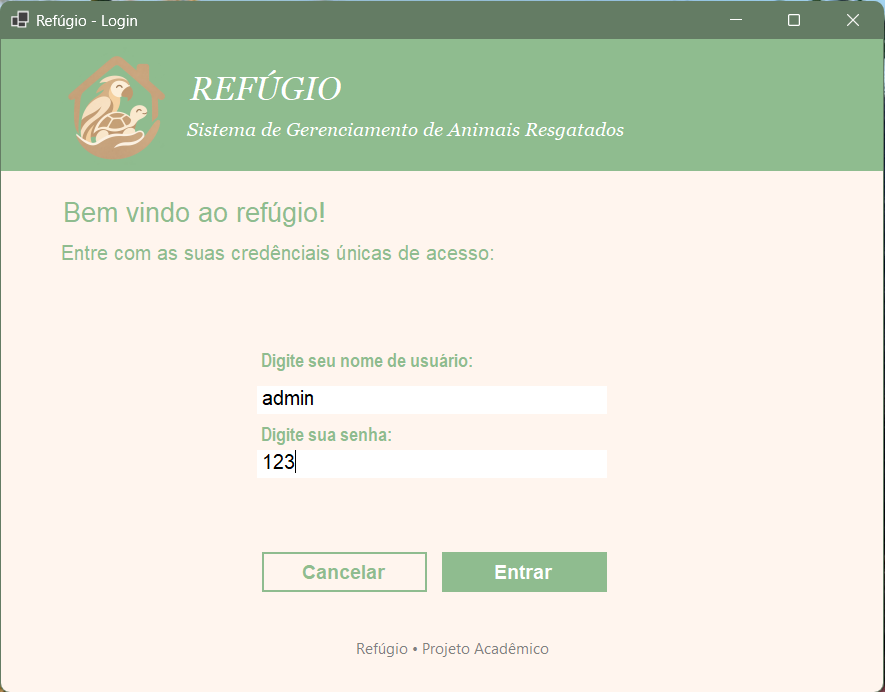 Refúgio - Login
REFÚGIO
Sistema de Gerenciamento de Animais Resgatados
Bem vindo ao refúgio!
Entre com as suas credênciais únicas de acesso:
Digite seu nome de usuário:
admin
Digite sua senha:
123
Cancelar Entrar
Refúgio • Projeto Acadêmico